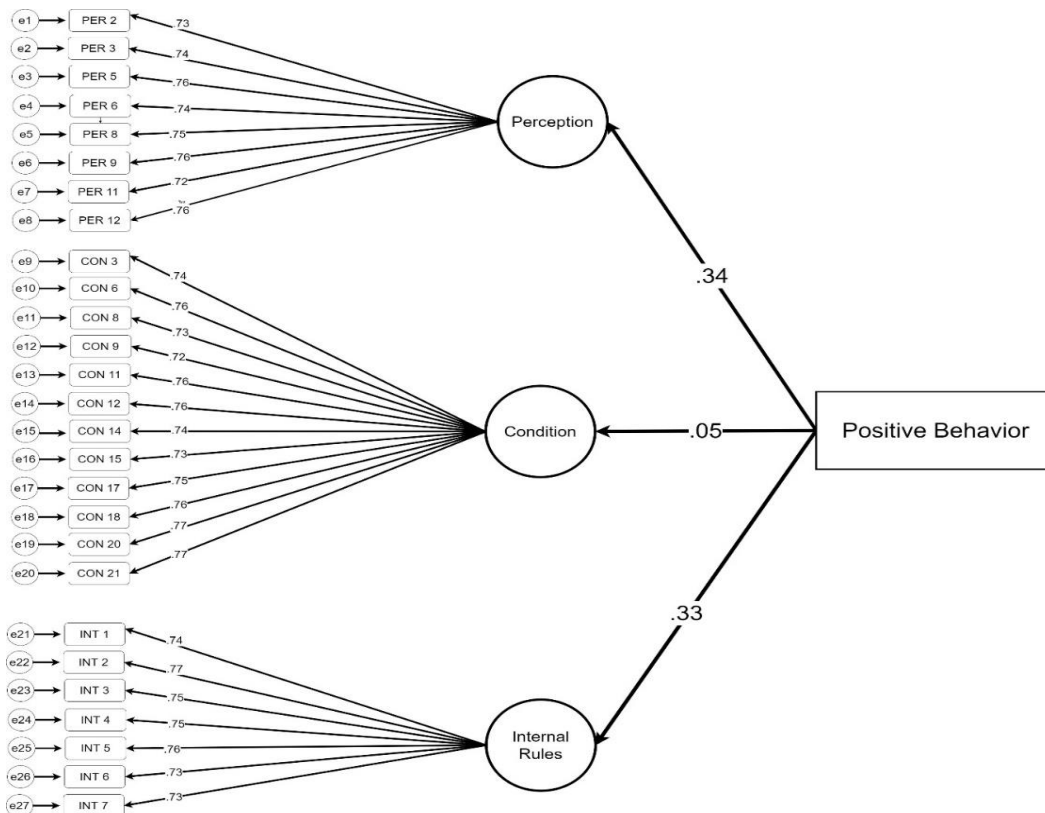 e1 PER 2 .73
e2 PER 3 .74
e3 PER 5 .76
e4 PER 6 .74
e5 PER 8 .75
e6 PER 9 .76
e7 PER 11 .72
e8 PER 12 .76
Perception
.34
e9 CON 3 .74
e10 CON 6 .76
e11 CON 8 .73
e12 CON 9 .72
e13 CON 11 .76
e14 CON 12 .76
e15 CON 14 .74
e16 CON 15 .73
e17 CON 17 .75
e18 CON 18 .76
e19 CON 20 .77
e20 CON 21 .77
Condition
.05
Positive Behavior
.33
e21 INT 1 .74
e22 INT 2 .77
e23 INT 3 .75
e24 INT 4 .75
e25 INT 5 .76
e26 INT 6 .73
e27 INT 7 .73
Internal
Rules